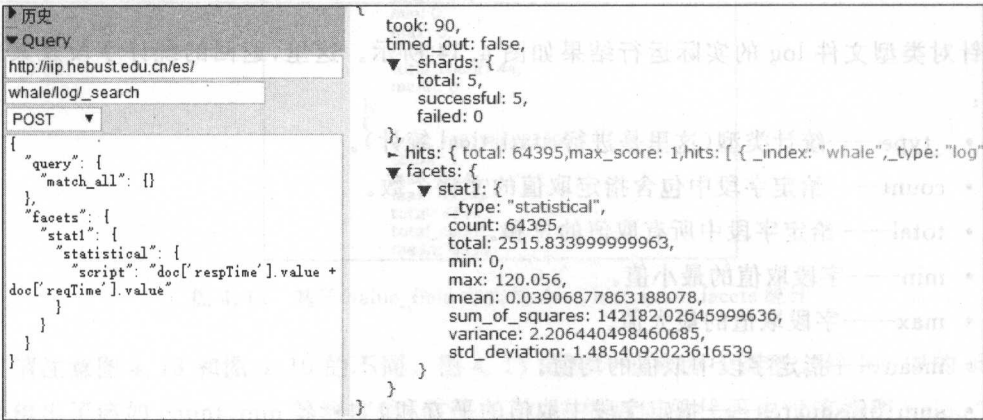 历史
Query
http://iip.hebust.edu.cn/es/
whale/log/_search
POST
{
"query": {
"match_all": {}
},
"facets": {
"stat1": {
"statistical": {
"script": "doc['respTime'].value +
doc['reqTime'].value"
}
}
}
}
{
took: 90,
timed_out: false,
_shards: {
total: 5,
successful: 5,
failed: 0
},
hits: { total: 64395,max_score: 1,hits: [ { _index: "whale",_type: "log"
facets: {
stat1: {
_type: "statistical",
count: 64395,
total: 2515.833999999963,
min: 0,
max: 120.056,
mean: 0.03906877863188078,
sum_of_squares: 142182.02645999636,
variance: 2.206440498460685,
std_deviation: 1.4854092023616539
}
}
}